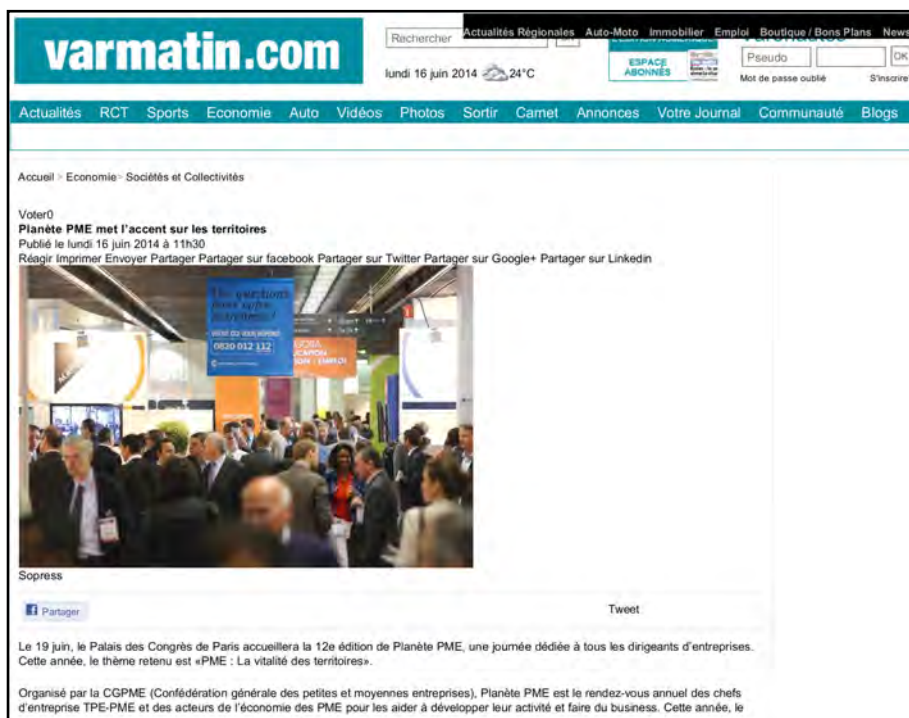 varmatin.com
Rechercher
Actualités Régionales Auto-Moto Immobilier Emploi Boutique / Bons Plans News
lundi 16 juin 2014 24°C
ESPACE
ABONNÉS
Pseudo
OK
Mot de passe oublié
S'inscrire
Actualités RCT Sports Economie Auto Vidéos Photos Sortir Carnet Annonces Votre Journal Communauté Blogs
Accueil > Economie> Sociétés et Collectivités
Voter0
Planète PME met l'accent sur les territoires
Publié le lundi 16 juin 2014 à 11h30
Réagir Imprimer Envoyer Partager Partager sur facebook Partager sur Twitter Partager sur Google+ Partager sur Linkedin
0820 012 112
Sopress
Partager
Tweet
Le 19 juin, le Palais des Congrès de Paris accueillera la 12e édition de Planète PME, une journée dédiée à tous les dirigeants d'entreprises.
Cette année, le thème retenu est «PME : La vitalité des territoires».
Organisé par la CGPME (Confédération générale des petites et moyennes entreprises), Planète PME est le rendez-vous annuel des chefs
d'entreprise TPE-PME et des acteurs de l'économie des PME pour les aider à développer leur activité et faire du business. Cette année, le